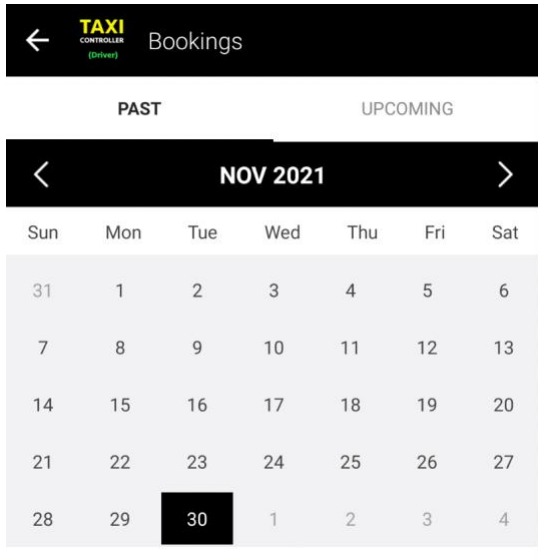 TAXI
CONTROLLER
(Driver)
Bookings
PAST UPCOMING
NOV 2021
Sun Mon Tue Wed Thu Fri Sat
31 1 2 3 4 5 6
7 8 9 10 11 12 13
14 15 16 17 18 19 20
21 22 23 24 25 26 27
28 29 30 1 2 3 4